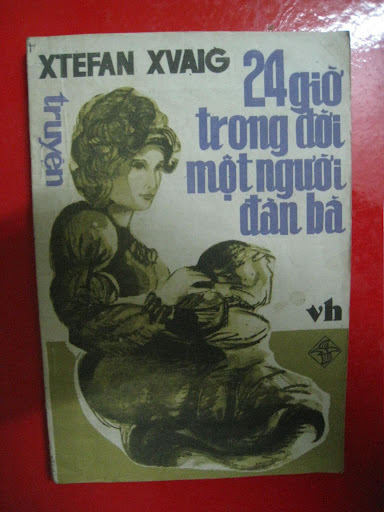 XTEFAN XVAIG
truyện
24 giờ
trong đời
một người
đàn bà
vh